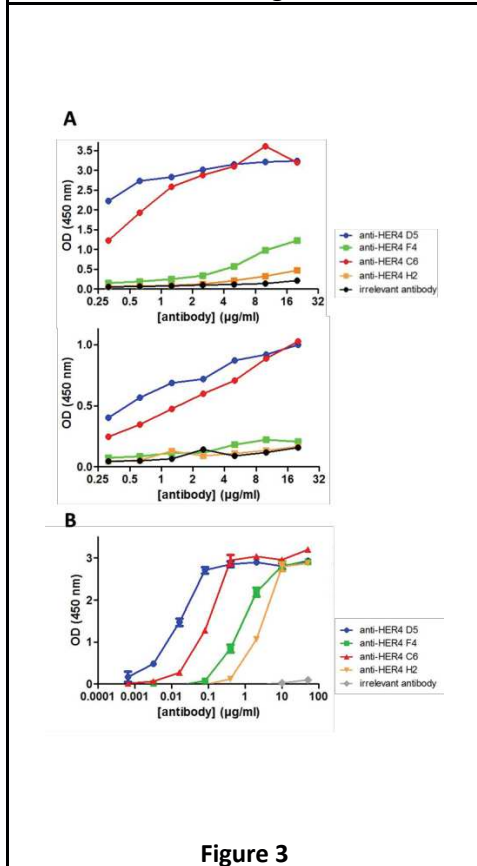 A
OD (450 nm)
3.5
3.0
2.5
2.0
1.5
1.0
0.5
0.0
0.25 0.5 1 2 4 8 16 32
[antibody] (µg/ml)
anti-HER4 D5
anti-HER4 F4
anti-HER4 C6
anti-HER4 H2
irrelevant antibody
OD (450 nm)
1.0
0.5
0.0
0.25 0.5 1 2 4 8 16 32
[antibody] (µg/ml)
B
OD (450 nm)
3
2
1
0
0.0001 0.001 0.01 0.1 1 10 100
[antibody] (µg/ml)
anti-HER4 D5
anti-HER4 F4
anti-HER4 C6
anti-HER4 H2
irrelevant antibody
Figure 3